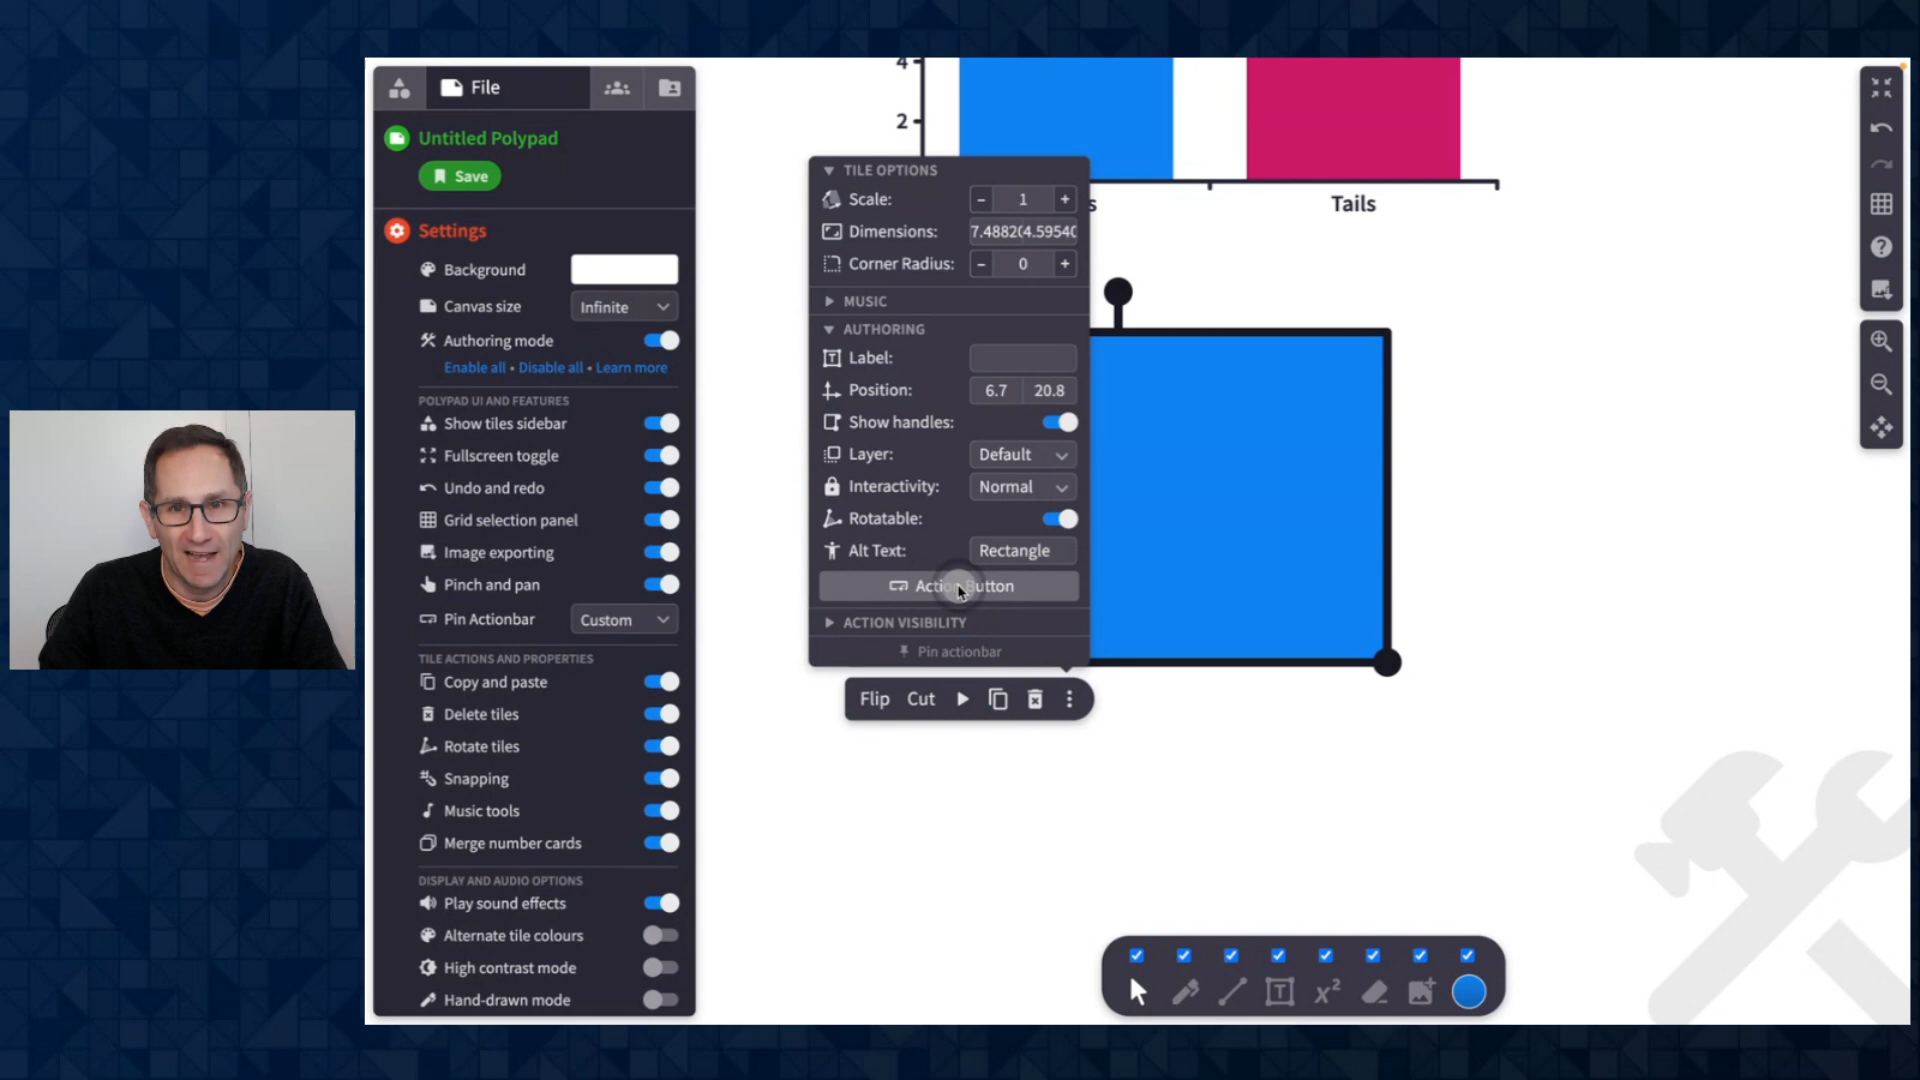 File
Untitled Polypad
Save
Settings
Background
Canvas size
Infinite
Authoring mode
Enable all • Disable all • Learn more
POLYPAD UI AND FEATURES
Show tiles sidebar
Fullscreen toggle
Undo and redo
Grid selection panel
Image exporting
Pinch and pan
Pin Actionbar
Custom
TILE ACTIONS AND PROPERTIES
Copy and paste
Delete tiles
Rotate tiles
Snapping
Music tools
Merge number cards
DISPLAY AND AUDIO OPTIONS
Play sound effects
Alternate tile colours
High contrast mode
Hand-drawn mode
4
2
s
Tails
TILE OPTIONS
Scale:
− 1 +
Dimensions:
7.4882( 4.5954(
Corner Radius:
− 0 +
MUSIC
AUTHORING
Label:
Position:
6.7 20.8
Show handles:
Layer:
Default
Interactivity:
Normal
Rotatable:
Alt Text:
Rectangle
Action Button
ACTION VISIBILITY
Pin actionbar
Flip Cut
T x²